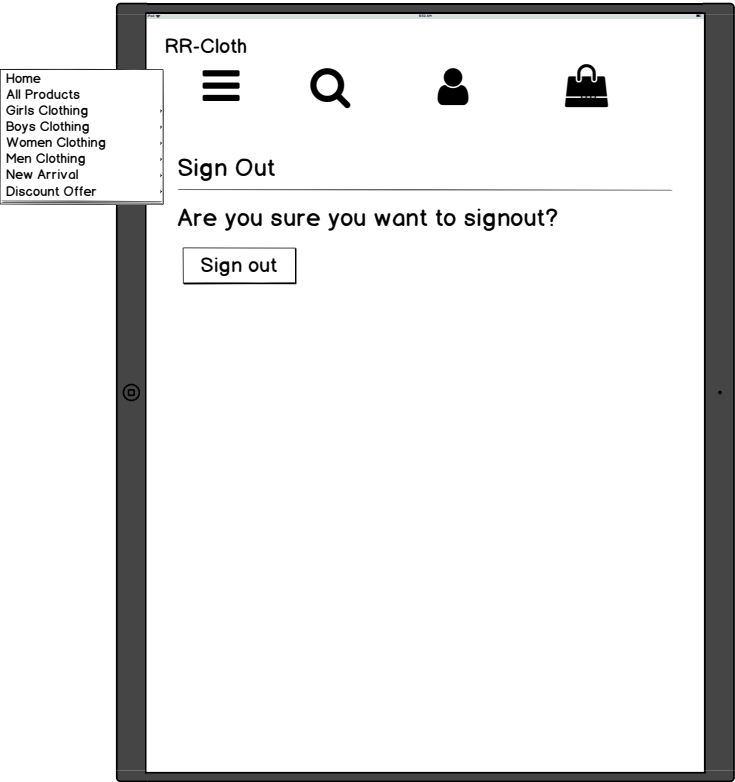 RR-Cloth
Home
All Products
Girls Clothing
Boys Clothing
Women Clothing
Men Clothing
New Arrival
Discount Offer
Sign Out
Are you sure you want to signout?
Sign out